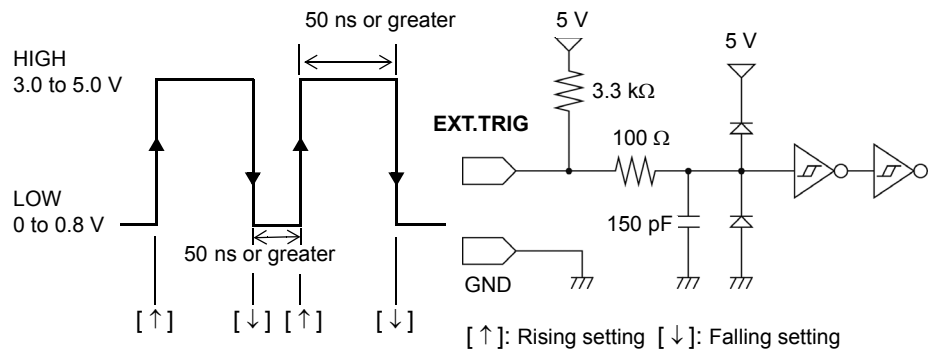 50 ns or greater
HIGH
3.0 to 5.0 V
LOW
0 to 0.8 V
50 ns or greater
[ ↑ ] [ ↓ ] [ ↑ ] [ ↓ ]
5 V
3.3 kΩ
EXT.TRIG
100 Ω
5 V
150 pF
GND
[ ↑ ]: Rising setting [ ↓ ]: Falling setting